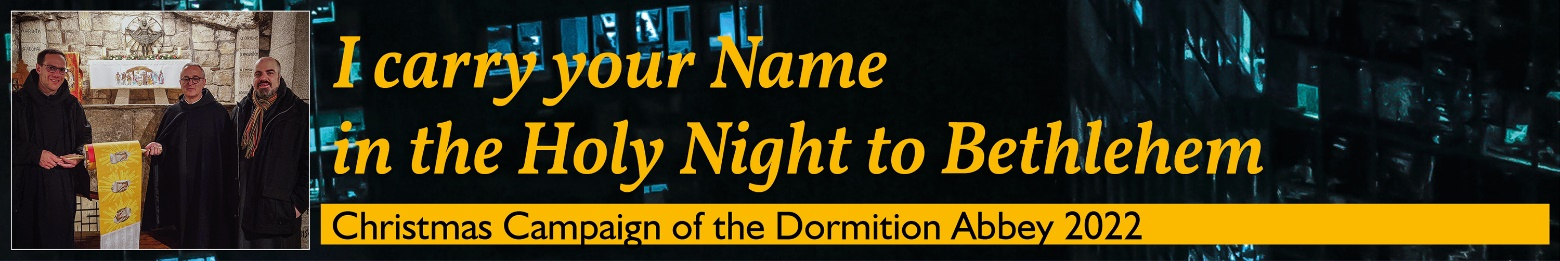 I carry your Name
in the Holy Night to Bethlehem
Christmas Campaign of the Dormition Abbey 2022